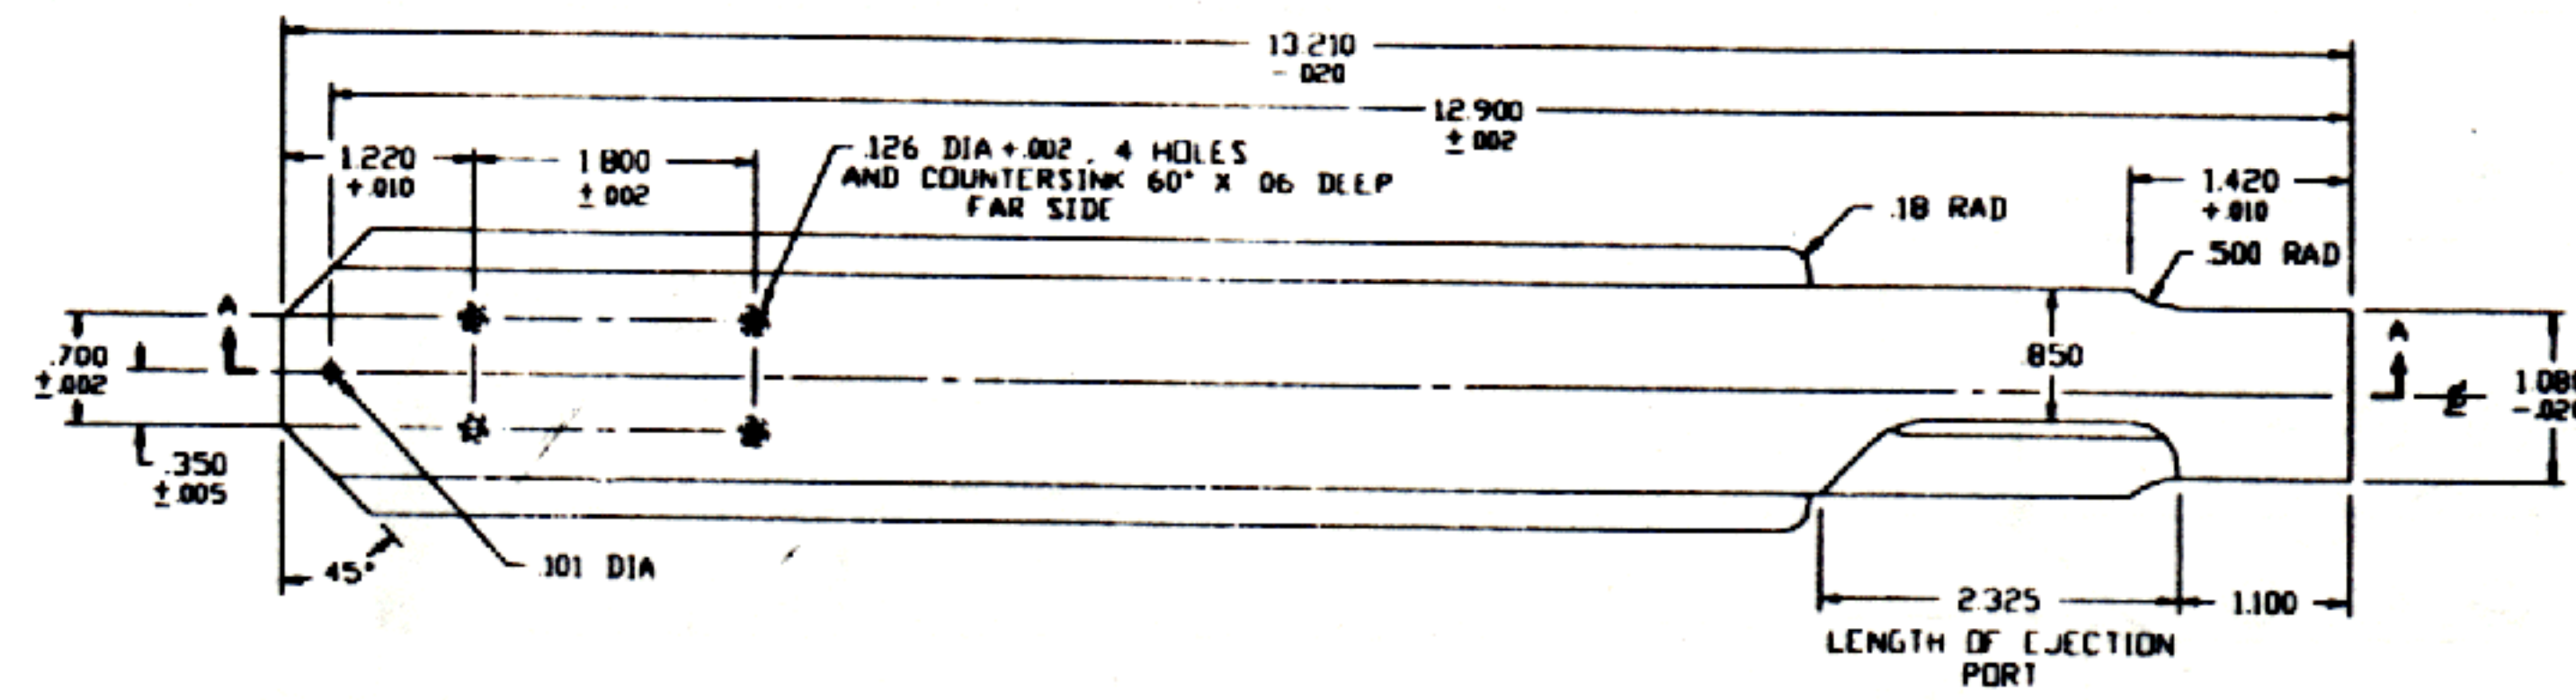 13.210
- .020
12.900
± .002
1.220
+ .010
1.800
± .002
.126 DIA + .002 , 4 HOLES
AND COUNTERSINK 60° X .06 DEEP
FAR SIDE
.18 RAD
1.420
+ .010
.500 RAD
A
A
.700
± .002
.850
.350
± .005
45°
.101 DIA
2.325
1.100
LENGTH OF EJECTION
PORT